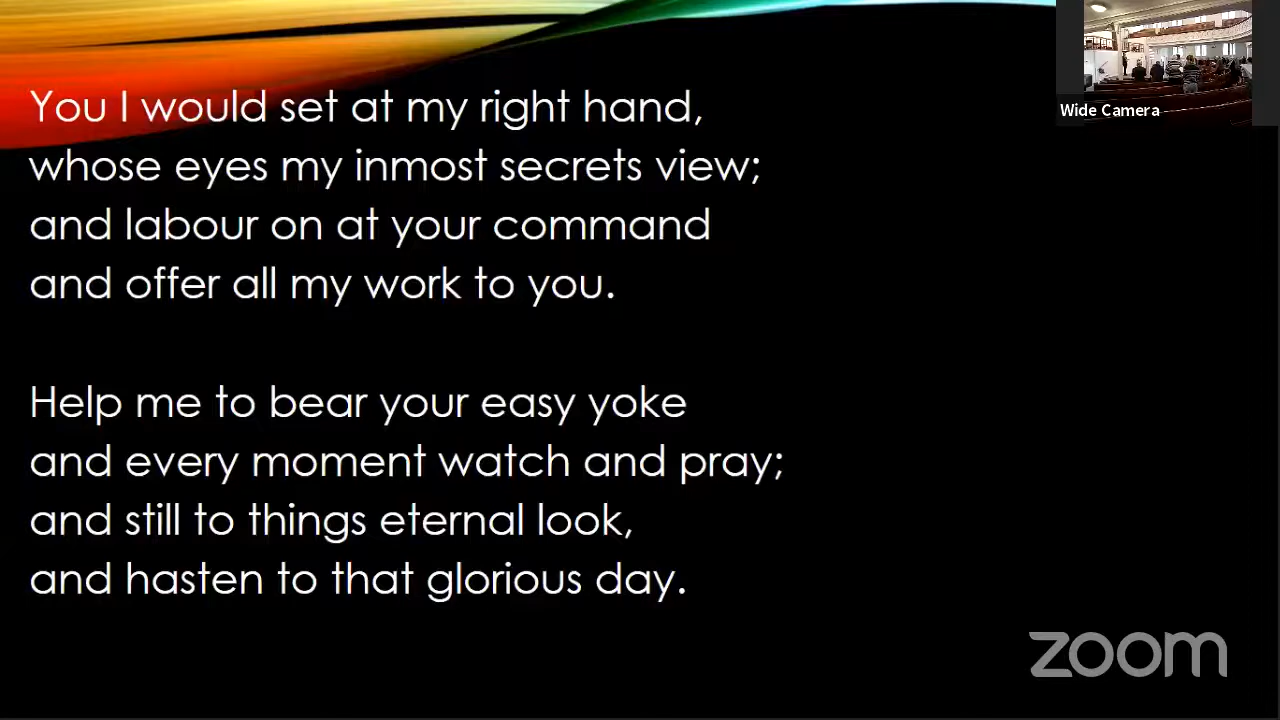 You I would set at my right hand,
whose eyes my inmost secrets view;
and labour on at your command
and offer all my work to you.
Help me to bear your easy yoke
and every moment watch and pray;
and still to things eternal look,
and hasten to that glorious day.
Wide Camera
zoom